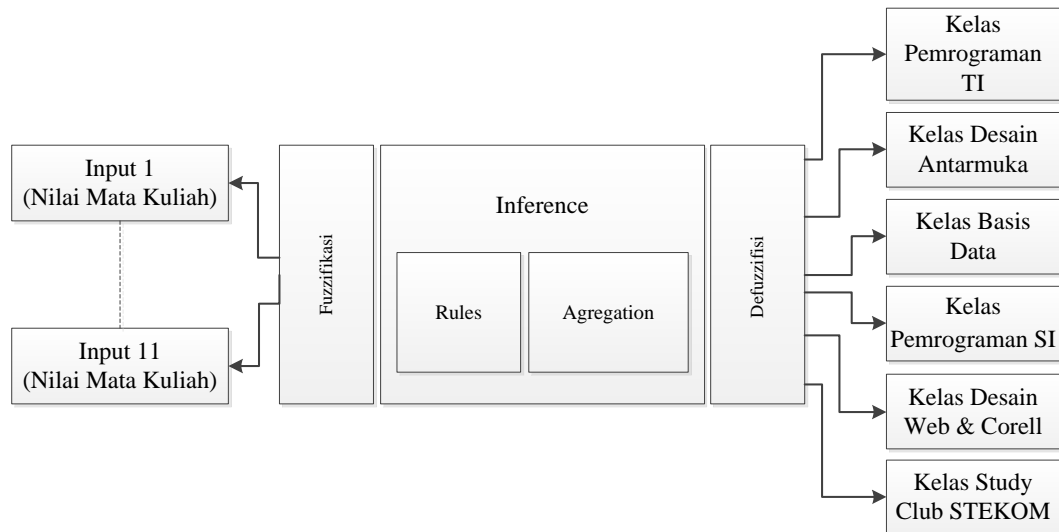 Input 1
(Nilai Mata Kuliah)
Input 11
(Nilai Mata Kuliah)
Fuzzifikasi
Inference
Rules
Agregation
Defuzzifisi
Kelas
Pemrograman
TI
Kelas Desain
Antarmuka
Kelas Basis
Data
Kelas
Pemrograman SI
Kelas Desain
Web & Corell
Kelas Study
Club STEKOM